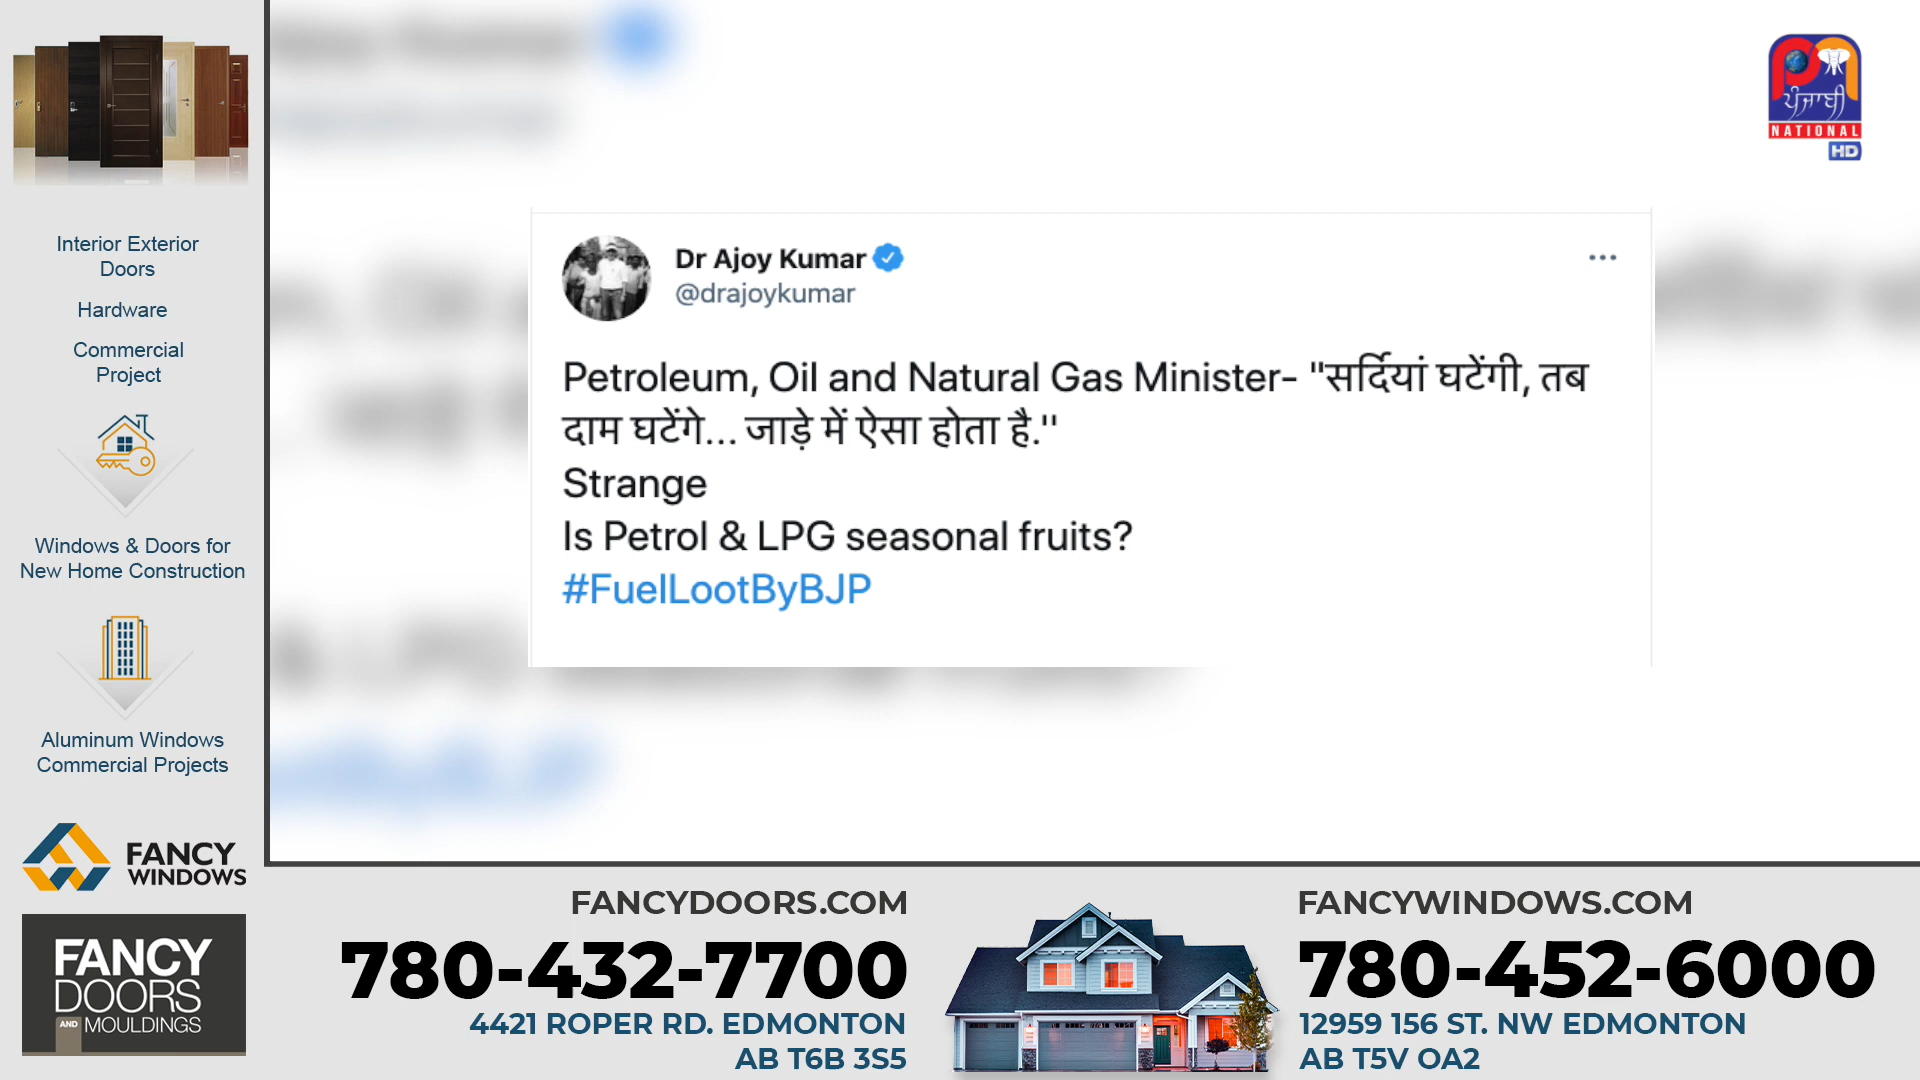 Interior Exterior
Doors
Hardware
Commercial
Project
Windows & Doors for
New Home Construction
Aluminum Windows
Commercial Projects
FANCY
WINDOWS
FANCY
DOORS
AND MOULDINGS
ਪੰਜਾਬੀ
NATIONAL
HD
Dr Ajoy Kumar
@drajoykumar
Petroleum, Oil and Natural Gas Minister- "सर्दियां घटेंगी, तब
दाम घटेंगे... जाड़े में ऐसा होता है.''
Strange
Is Petrol & LPG seasonal fruits?
#FuelLootByBJP
FANCYDOORS.COM
780-432-7700
4421 ROPER RD. EDMONTON
AB T6B 3S5
FANCYWINDOWS.COM
780-452-6000
12959 156 ST. NW EDMONTON
AB T5V OA2